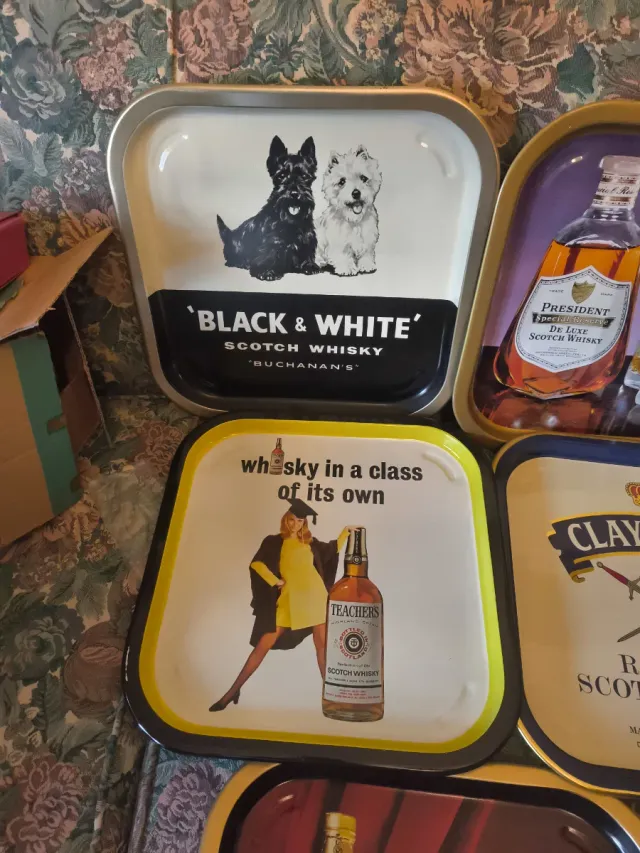 'BLACK & WHITE'
SCOTCH WHISKY
'BUCHANAN'S'
PRESIDENT
Special Reserve
DE LUXE
SCOTCH WHISKY
whisky in a class
of its own
TEACHER'S
SCOTCH WHISKY
CLAY
R
SCOT